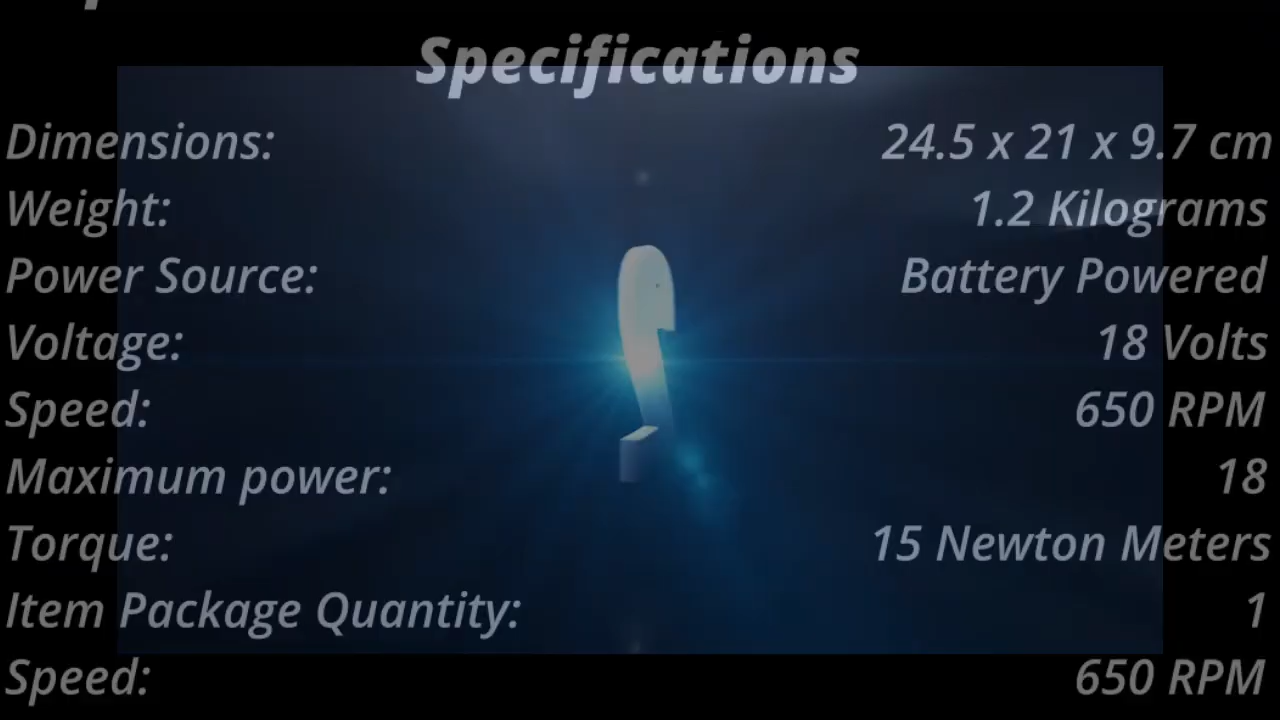 Specifications
Dimensions: 24.5 x 21 x 9.7 cm
Weight: 1.2 Kilograms
Power Source: Battery Powered
Voltage: 18 Volts
Speed: 650 RPM
Maximum power: 18
Torque: 15 Newton Meters
Item Package Quantity: 1
Speed: 650 RPM